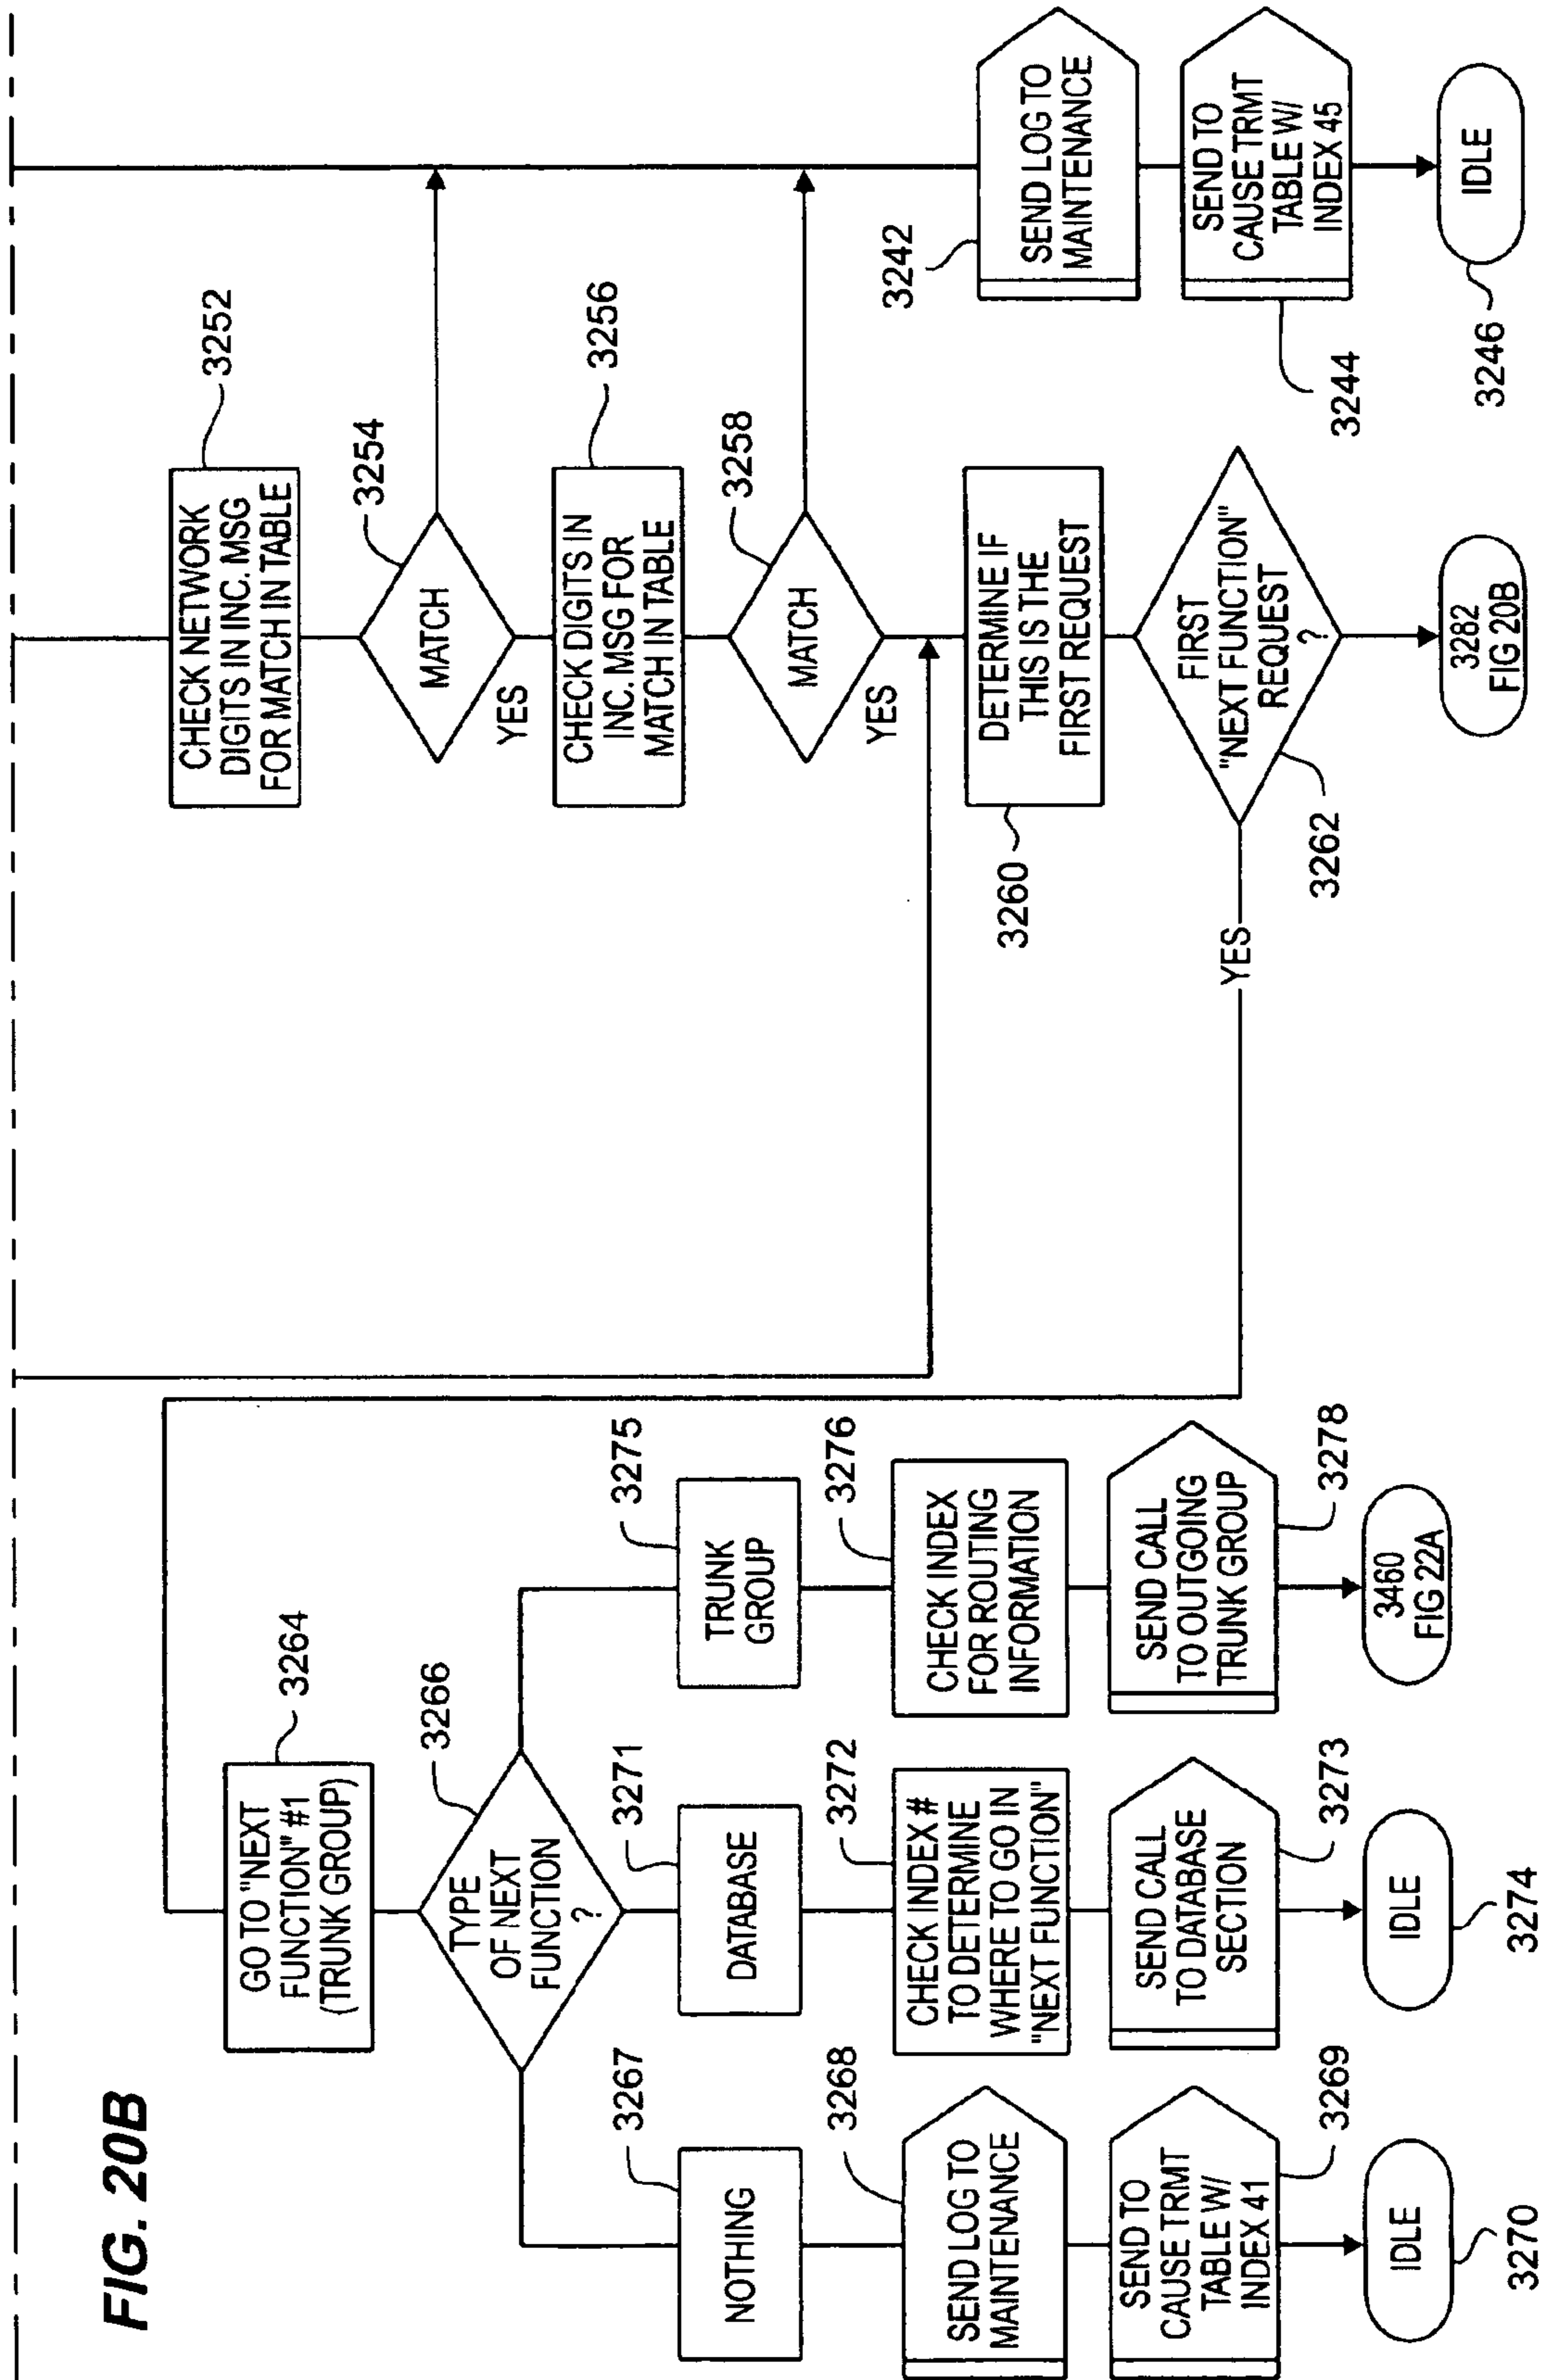 FIG. 20B
CHECK NETWORK
DIGITS IN INC. MSG
FOR MATCH IN TABLE
3252
MATCH
3254
YES
CHECK DIGITS IN
INC. MSG FOR
MATCH IN TABLE
3256
MATCH
3258
YES
DETERMINE IF
THIS IS THE
FIRST REQUEST
3260
FIRST
"NEXT FUNCTION"
REQUEST
?
3262
YES
3282
FIG 20B
3242
SEND LOG TO
MAINTENANCE
SEND TO
CAUSE TRMT
TABLE W/
INDEX 45
3244
IDLE
3246
GO TO "NEXT
FUNCTION" #1
(TRUNK GROUP)
3264
TYPE
OF NEXT
FUNCTION
?
3266
NOTHING
3267
SEND LOG TO
MAINTENANCE
3268
SEND TO
CAUSE TRMT
TABLE W/
INDEX 41
3269
IDLE
3270
DATABASE
3271
CHECK INDEX #
TO DETERMINE
WHERE TO GO IN
"NEXT FUNCTION"
3272
SEND CALL
TO DATABASE
SECTION
3273
IDLE
3274
TRUNK
GROUP
3275
CHECK INDEX
FOR ROUTING
INFORMATION
3276
SEND CALL
TO OUTGOING
TRUNK GROUP
3278
3460
FIG 22A